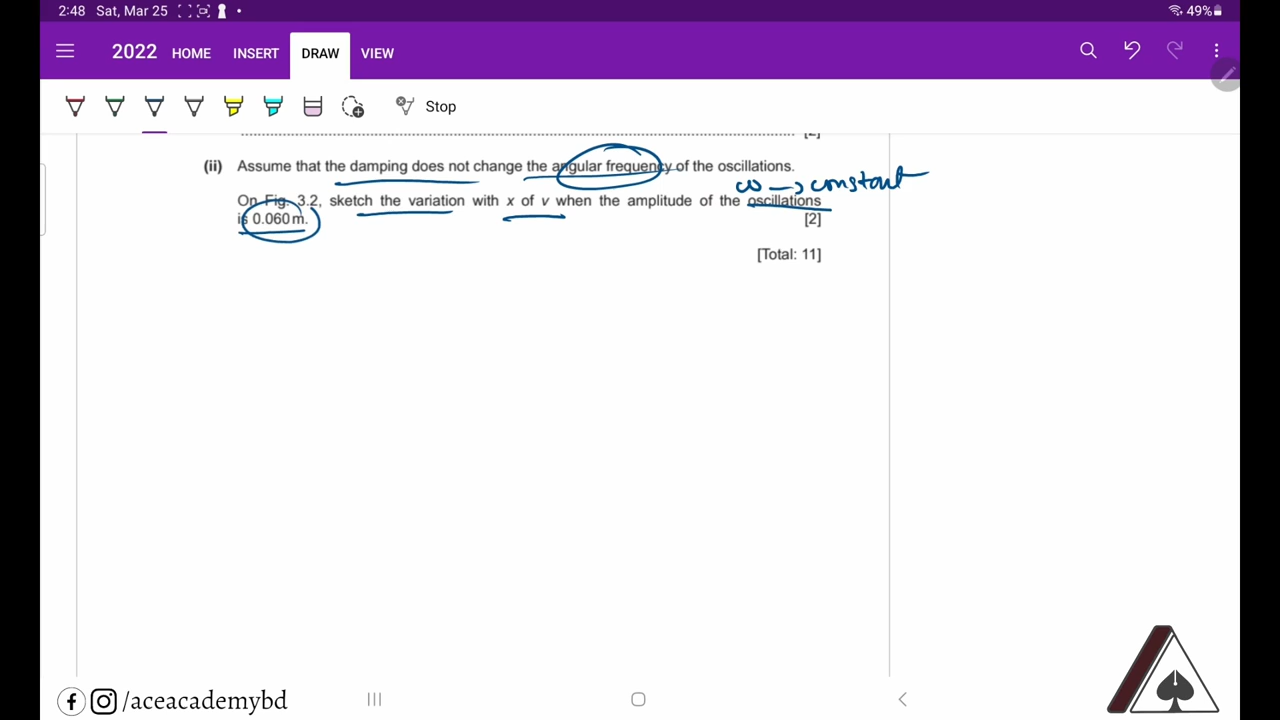 2:48 Sat, Mar 25
49%
2022 HOME INSERT DRAW VIEW
Stop
[2]
(ii) Assume that the damping does not change the angular frequency of the oscillations.
ω → constant
On Fig. 3.2, sketch the variation with x of v when the amplitude of the oscillations
is 0.060 m. [2]
[Total: 11]
/aceacademybd